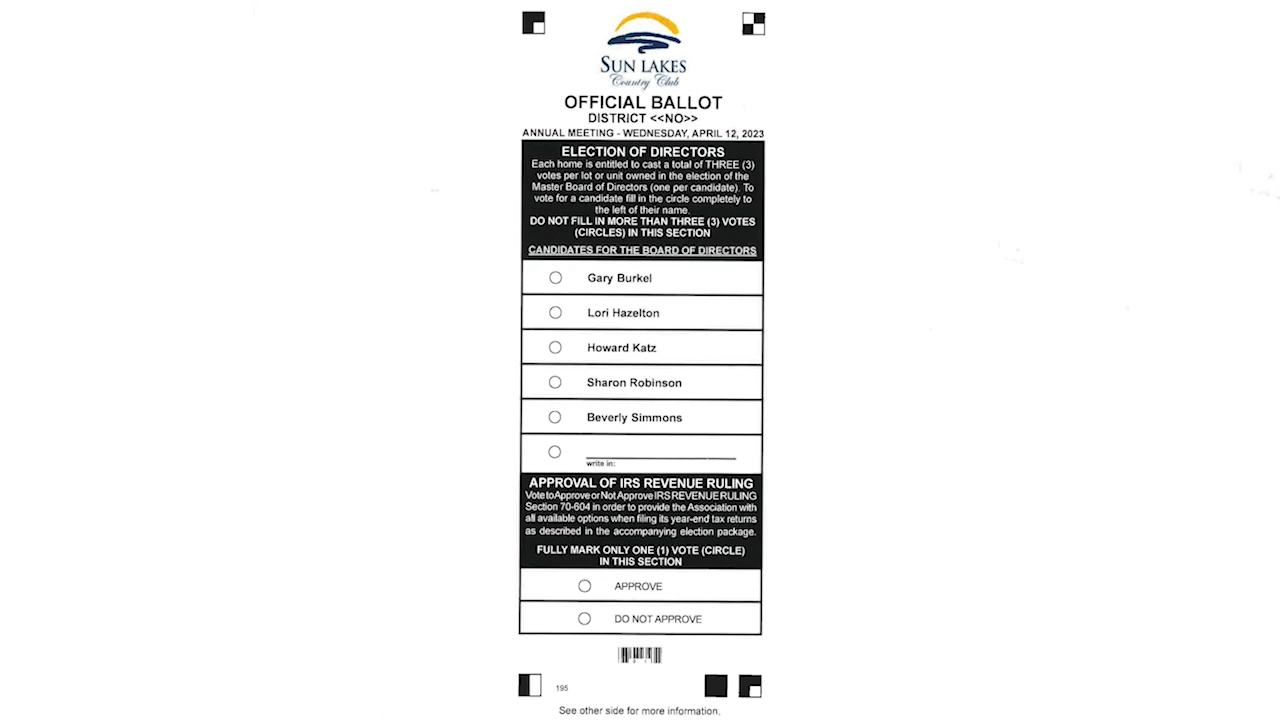 SUN LAKES
Country Club
OFFICIAL BALLOT
DISTRICT <<NO>>
ANNUAL MEETING - WEDNESDAY, APRIL 12, 2023
ELECTION OF DIRECTORS
Each home is entitled to cast a total of THREE (3)
votes per lot or unit owned in the election of the
Master Board of Directors (one per candidate). To
vote for a candidate fill in the circle completely to
the left of their name.
DO NOT FILL IN MORE THAN THREE (3) VOTES
(CIRCLES) IN THIS SECTION
CANDIDATES FOR THE BOARD OF DIRECTORS
Gary Burkel
Lori Hazelton
Howard Katz
Sharon Robinson
Beverly Simmons
write in:
APPROVAL OF IRS REVENUE RULING
Vote to Approve or Not Approve IRS REVENUE RULING
Section 70-604 in order to provide the Association with
all available options when filing its year-end tax returns
as described in the accompanying election package.
FULLY MARK ONLY ONE (1) VOTE (CIRCLE)
IN THIS SECTION
APPROVE
DO NOT APPROVE
195
See other side for more information.